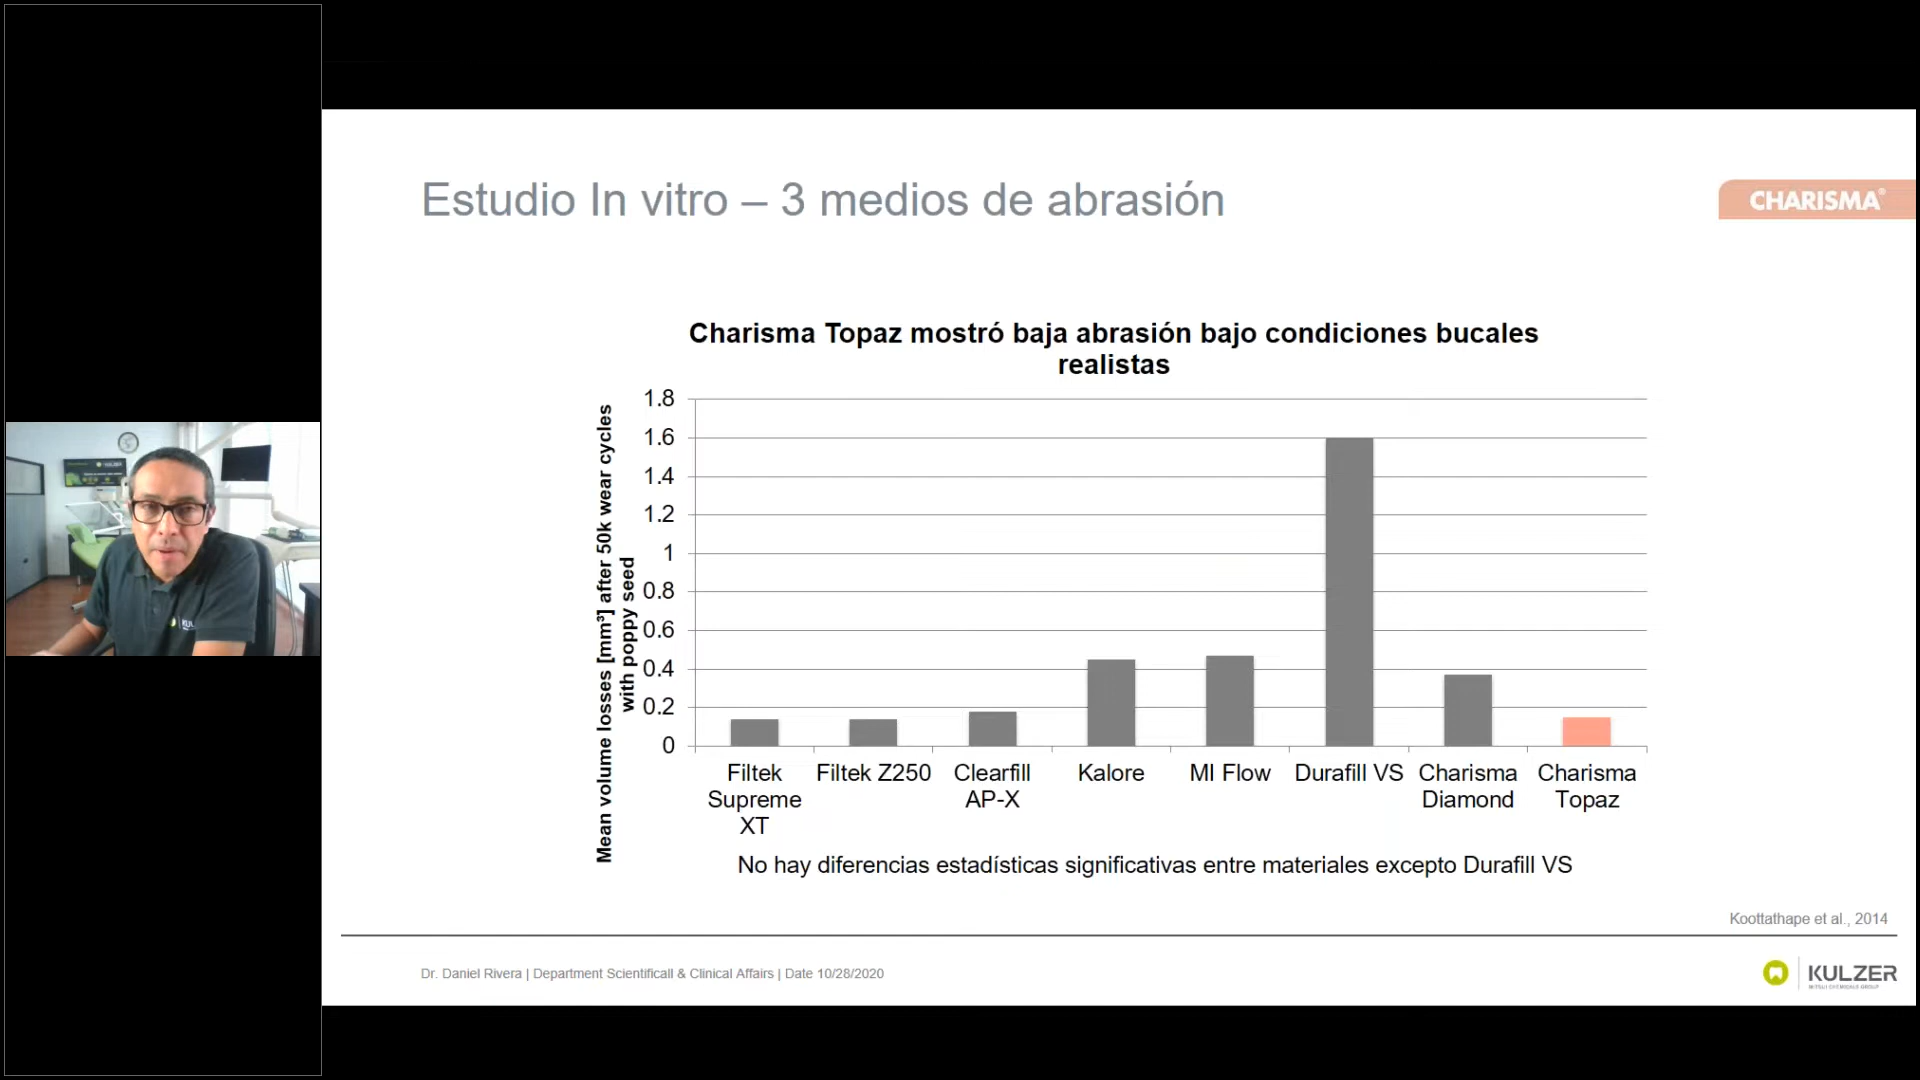 Estudio In vitro – 3 medios de abrasión
CHARISMA®
Charisma Topaz mostró baja abrasión bajo condiciones bucales
realistas
Mean volume losses [mm³] after 50k wear cycles
with poppy seed
1.8
1.6
1.4
1.2
1
0.8
0.6
0.4
0.2
0
Filtek
Supreme
XT
Filtek Z250
Clearfill
AP-X
Kalore
MI Flow
Durafill VS
Charisma
Diamond
Charisma
Topaz
No hay diferencias estadísticas significativas entre materiales excepto Durafill VS
Koottathape et al., 2014
Dr. Daniel Rivera | Department Scientificall & Clinical Affairs | Date 10/28/2020
KULZER
MITSUI CHEMICALS GROUP